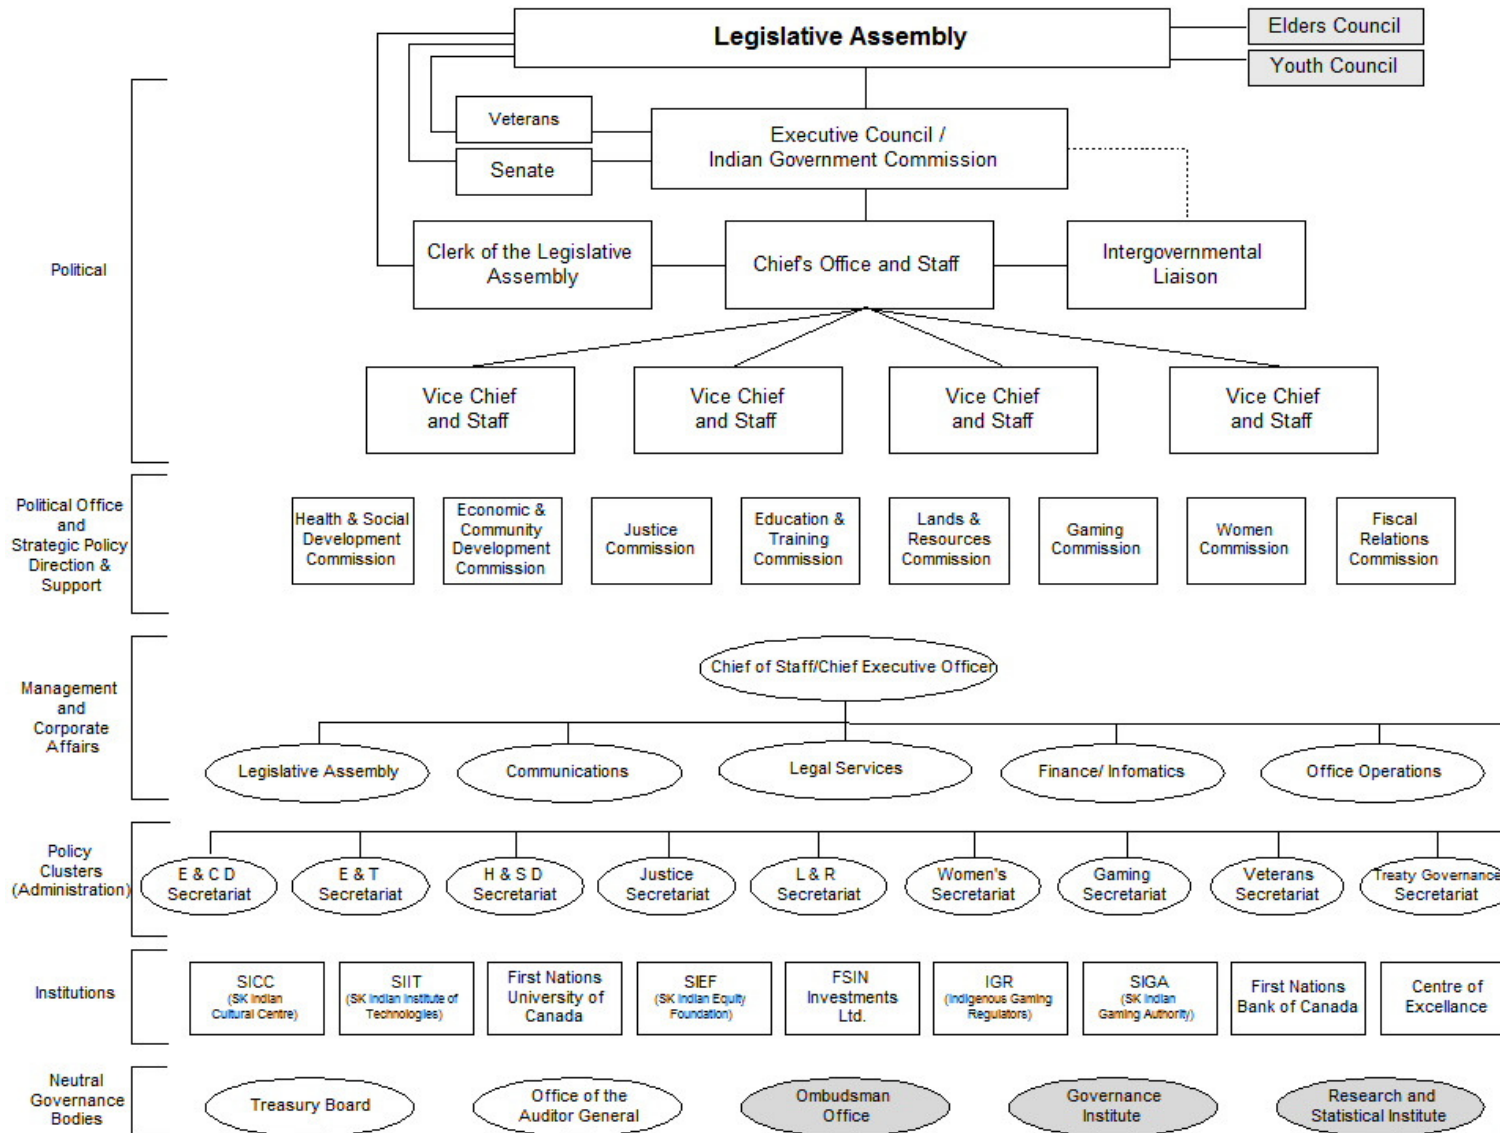 Legislative Assembly
Elders Council
Youth Council
Veterans
Senate
Executive Council /
Indian Government Commission
Political
Clerk of the Legislative
Assembly
Chief's Office and Staff
Intergovernmental
Liaison
Vice Chief
and Staff
Vice Chief
and Staff
Vice Chief
and Staff
Vice Chief
and Staff
Political Office
and
Strategic Policy
Direction &
Support
Health & Social
Development
Commission
Economic &
Community
Development
Commission
Justice
Commission
Education &
Training
Commission
Lands &
Resources
Commission
Gaming
Commission
Women
Commission
Fiscal
Relations
Commission
Management
and
Corporate
Affairs
Chief of Staff/Chief Executive Officer
Legislative Assembly
Communications
Legal Services
Finance/ Infomatics
Office Operations
Policy
Clusters
(Administration)
E & C D
Secretariat
E & T
Secretariat
H & S D
Secretariat
Justice
Secretariat
L & R
Secretariat
Women's
Secretariat
Gaming
Secretariat
Veterans
Secretariat
Treaty Governance
Secretariat
Institutions
SICC
(SK Indian
Cultural Centre)
SIIT
(SK Indian Institute of
Technologies)
First Nations
University of
Canada
SIEF
(SK Indian Equity
Foundation)
FSIN
Investments
Ltd.
IGR
(Indigenous Gaming
Regulators)
SIGA
(SK Indian
Gaming Authority)
First Nations
Bank of Canada
Centre of
Excellance
Neutral
Governance
Bodies
Treasury Board
Office of the
Auditor General
Ombudsman
Office
Governance
Institute
Research and
Statistical Institute